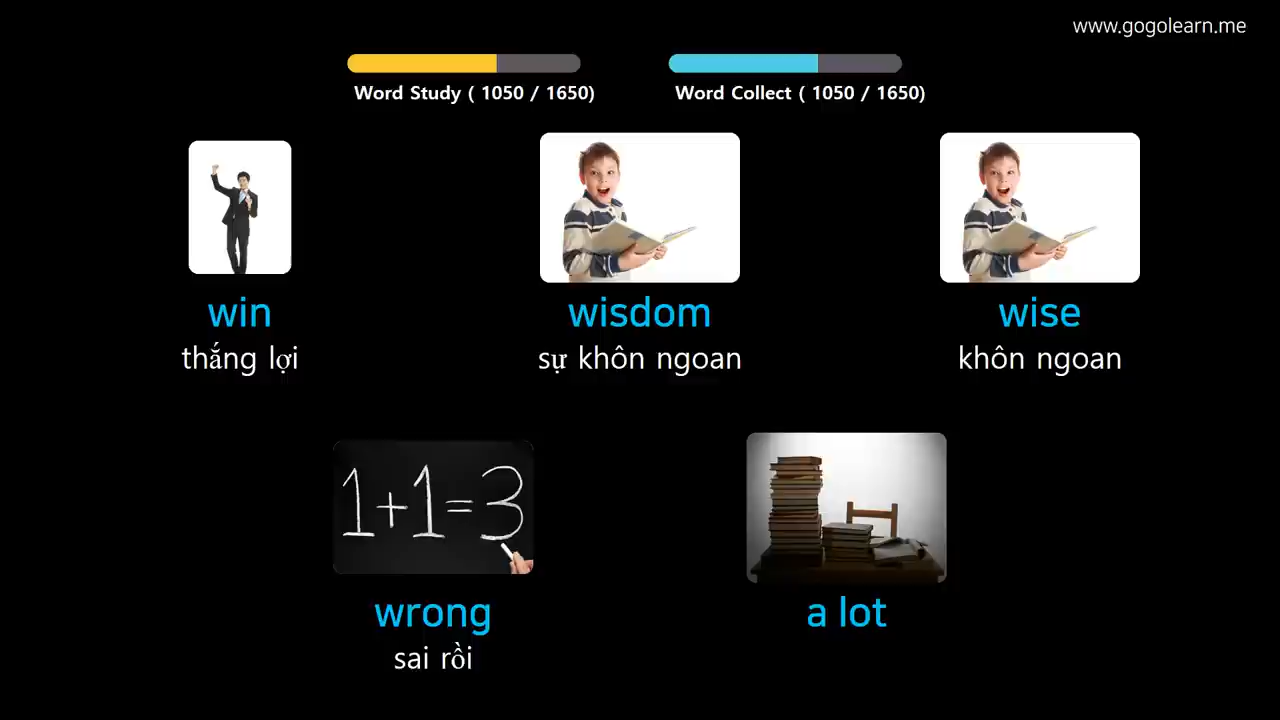 www.gogolearn.me
Word Study ( 1050 / 1650)
Word Collect ( 1050 / 1650)
win
thắng lợi
wisdom
sự khôn ngoan
wise
khôn ngoan
1+1=3
wrong
sai rồi
a lot